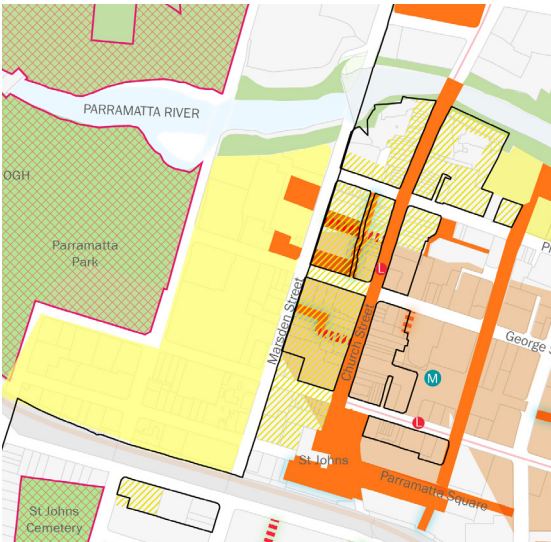 PARRAMATTA RIVER
OGH
Parramatta
Park
Marsden Street
L
Church Street
George S
M
L
St Johns
Parramatta Square
St Johns
Cemetery